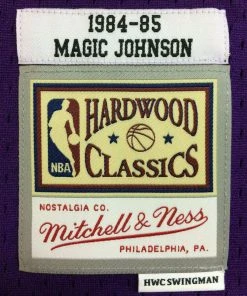 1984-85
MAGIC JOHNSON
NBA
HARDWOOD
CLASSICS
NOSTALGIA CO.
Mitchell & Ness
PHILADELPHIA, PA.
HWC SWINGMAN